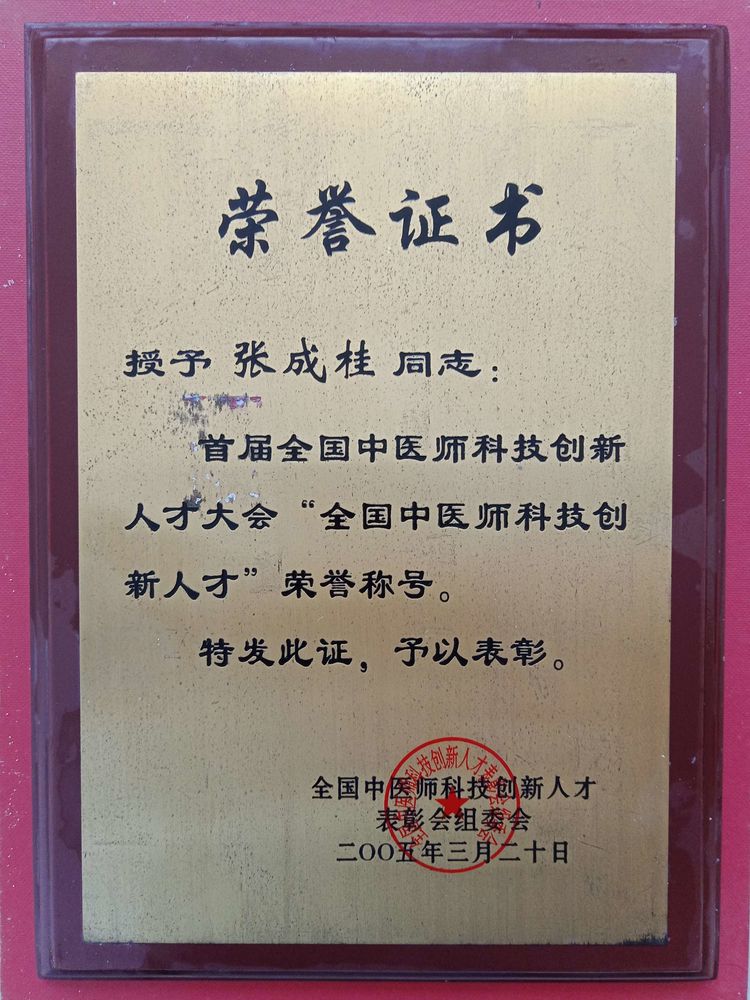 荣誉证书
授予 张成桂 同志：
首届全国中医师科技创新
人才大会“全国中医师科技创
新人才”荣誉称号。
特发此证，予以表彰。
全国中医师科技创新人才
表彰会组委会
二〇〇五年三月二十日